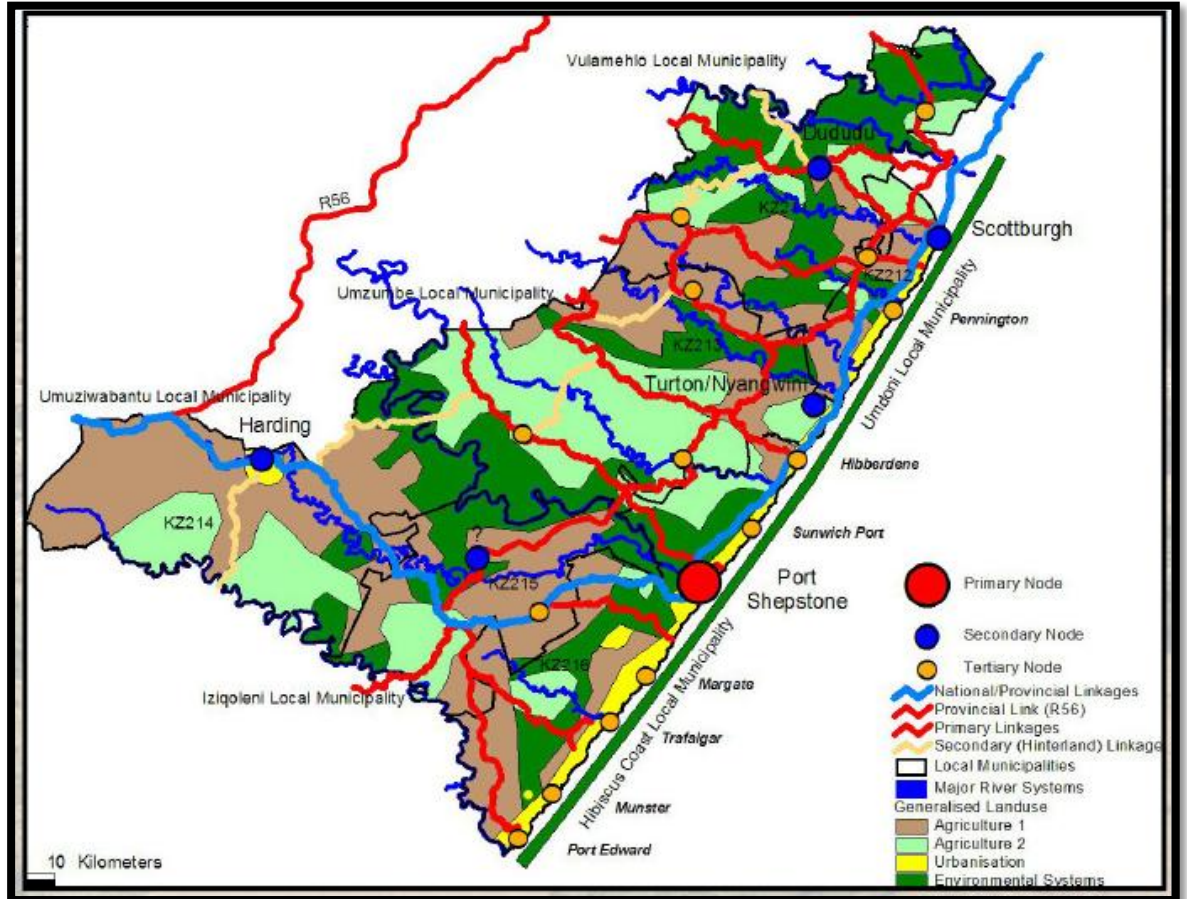 Vulamehlo Local Municipality
Dududu
R56
KZ211
Scottburgh
KZ212
Umzumbe Local Municipality
Pennington
KZ213
Turton/Nyangwini
Umdoni Local Municipality
Umuziwabantu Local Municipality
Harding
Hibberdene
KZ214
Sunwich Port
?
KZ215
Port
Shepstone
KZ216
Margate
Iziqoleni Local Municipality
Trafalgar
Hibiscus Coast Local Municipality
Munster
Port Edward
10 Kilometers
Primary Node
Secondary Node
Tertiary Node
National/Provincial Linkages
Provincial Link (R56)
Primary Linkages
Secondary (Hinterland) Linkage
Local Municipalities
Major River Systems
Generalised Landuse
Agriculture 1
Agriculture 2
Urbanisation
Environmental Systems